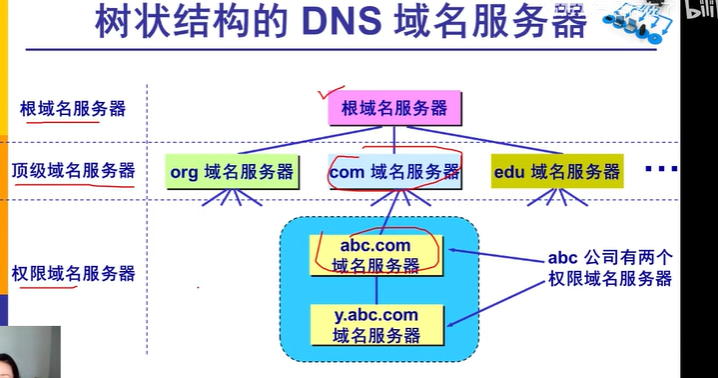 树状结构的 DNS 域名服务器
bili
根域名服务器
根域名服务器
顶级域名服务器
org 域名服务器
com 域名服务器
edu 域名服务器
…
权限域名服务器
abc.com
域名服务器
abc 公司有两个
权限域名服务器
y.abc.com
域名服务器